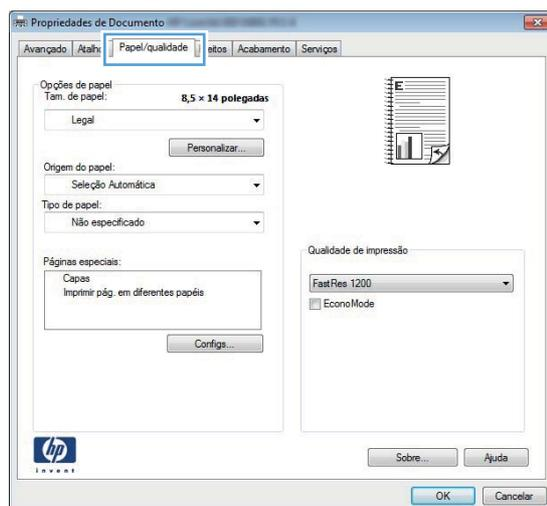 Propriedades de Documento
Avançado Atalh Papel/qualidade eitos Acabamento Serviços
Opções de papel
Tam. de papel: 8,5 × 14 polegadas
Legal
Personalizar...
Origem do papel:
Seleção Automática
Tipo de papel:
Não especificado
Páginas especiais:
Capas
Imprimir pág. em diferentes papéis
Configs...
E
Qualidade de impressão
FastRes 1200
EconoMode
hp
invent
Sobre... Ajuda
OK Cancelar